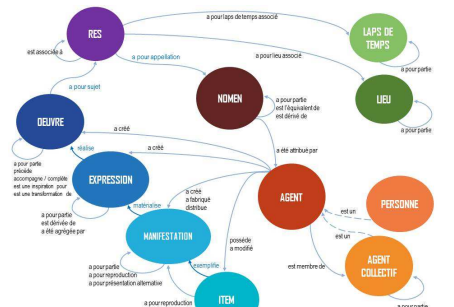 a pour laps de temps associé
RES
LAPS DE
TEMPS
est associée à
a pour appellation
a pour lieu associé
a pour partie
a pour sujet
NOMEN
LIEU
a pour partie
est l'équivalent de
est dérivé de
OEUVRE
a créé
a pour partie
réalise
a créé
a été attribué par
a pour partie
précède
accompagne / complète
est une inspiration pour
est une transformation de
EXPRESSION
AGENT
PERSONNE
a créé
a fabriqué
distribue
matérialise
est un
a pour partie
est dérivée de
a été agrégée par
MANIFESTATION
est un
possède
a modifié
AGENT
COLLECTIF
est membre de
exemplifie
a pour partie
a pour reproduction
a pour présentation alternative
ITEM
a pour reproduction
a pour partie